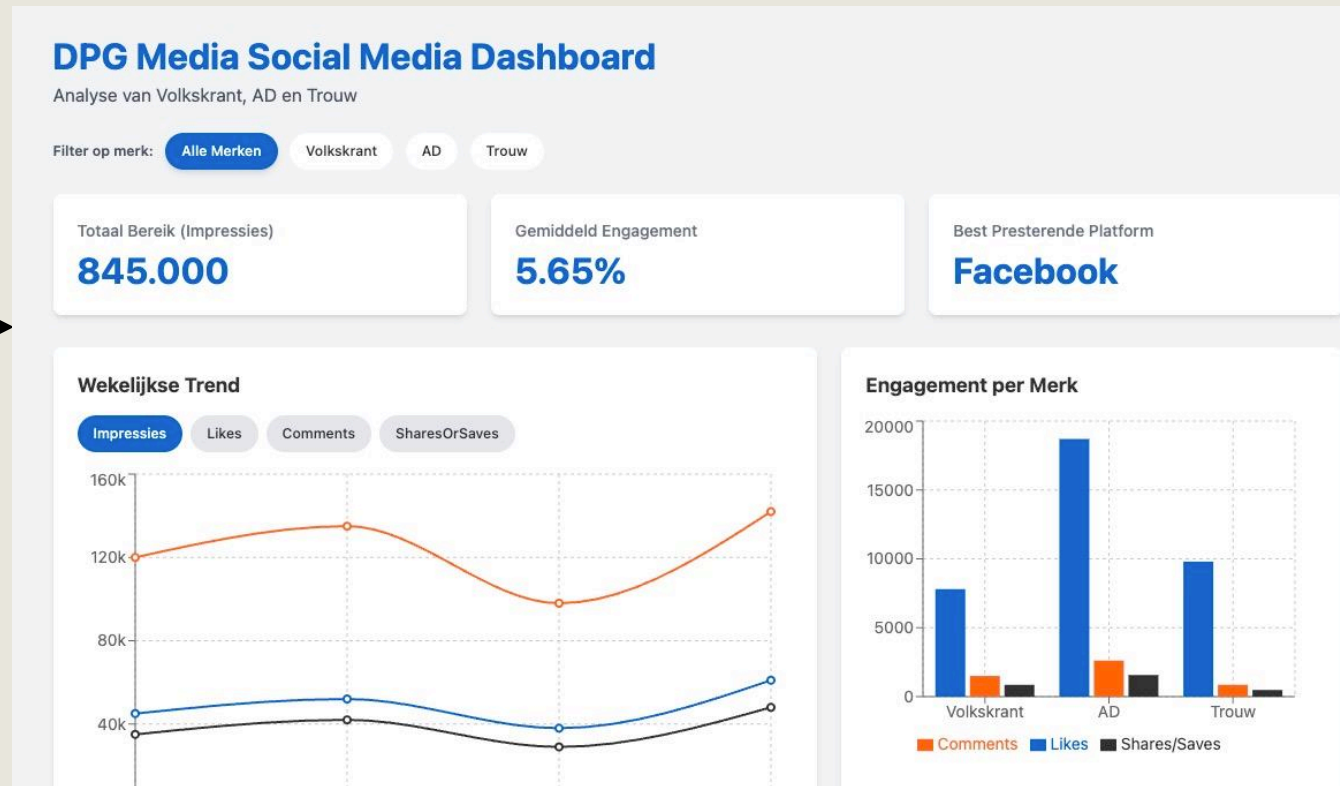 DPG Media Social Media Dashboard
Analyse van Volkskrant, AD en Trouw
Filter op merk: Alle Merken Volkskrant AD Trouw
Totaal Bereik (Impressies)
845.000
Gemiddeld Engagement
5.65%
Best Presterende Platform
Facebook
Wekelijkse Trend
Impressies Likes Comments SharesOrSaves
160k
120k
80k
40k
Engagement per Merk
20000
15000
10000
5000
0
Volkskrant AD Trouw
Comments Likes Shares/Saves